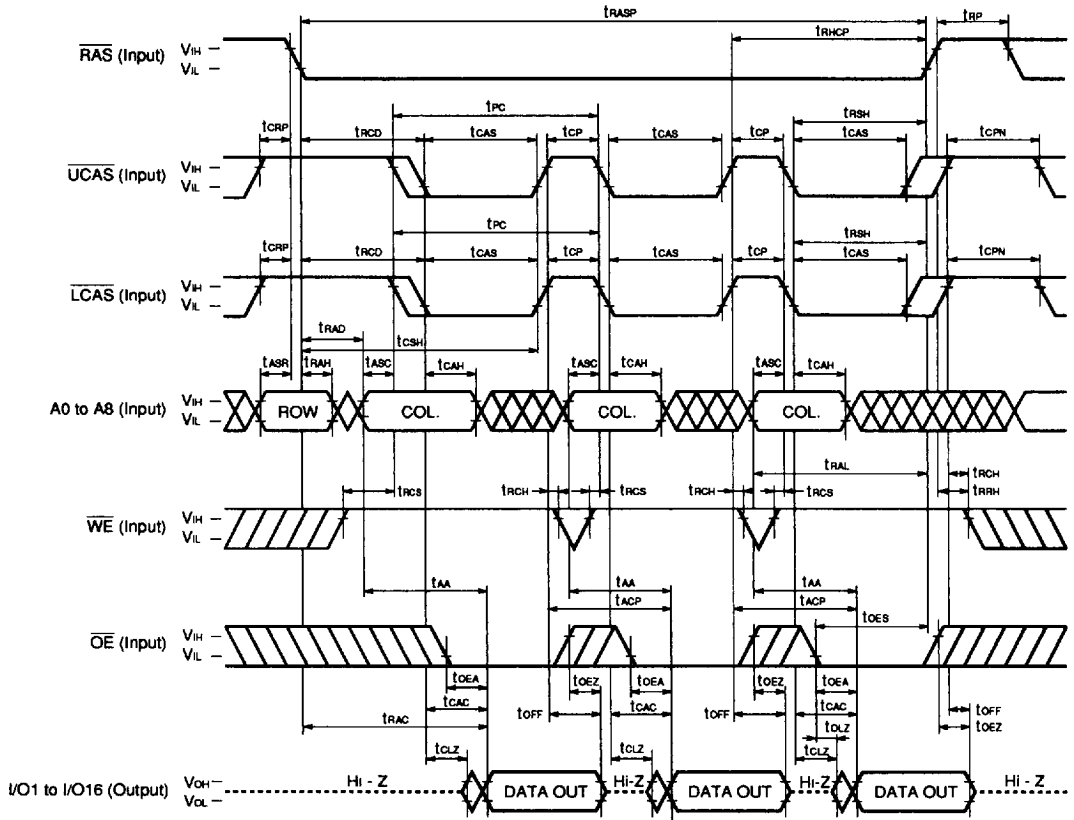 tRASP
tRHCP
tRP
RAS (Input)
VIH
VIL
tPC
tRSH
tCRP
tRCD
tCAS
tCP
tCAS
tCP
tCAS
tCPN
UCAS (Input)
VIH
VIL
tPC
tRSH
tCRP
tRCD
tCAS
tCP
tCAS
tCP
tCAS
tCPN
LCAS (Input)
VIH
VIL
tRAD
tCSH
tASR
tRAH
tASC
tCAH
tASC
tCAH
tASC
tCAH
A0 to A8 (Input)
VIH
VIL
ROW
COL.
COL.
COL.
tRAL
tRCH
tRCS
tRCH
tRCS
tRCH
tRCS
tRRH
WE (Input)
VIH
VIL
tAA
tAA
tAA
tACP
tACP
tOES
OE (Input)
VIH
VIL
tOEA
tOEZ
tOEA
tOEZ
tOEA
tCAC
tOFF
tCAC
tOFF
tCAC
tOFF
tRAC
tOLZ
tOEZ
tCLZ
tCLZ
tCLZ
I/O1 to I/O16 (Output)
VOH
VOL
Hi - Z
DATA OUT
Hi-Z
DATA OUT
Hi-Z
DATA OUT
Hi - Z